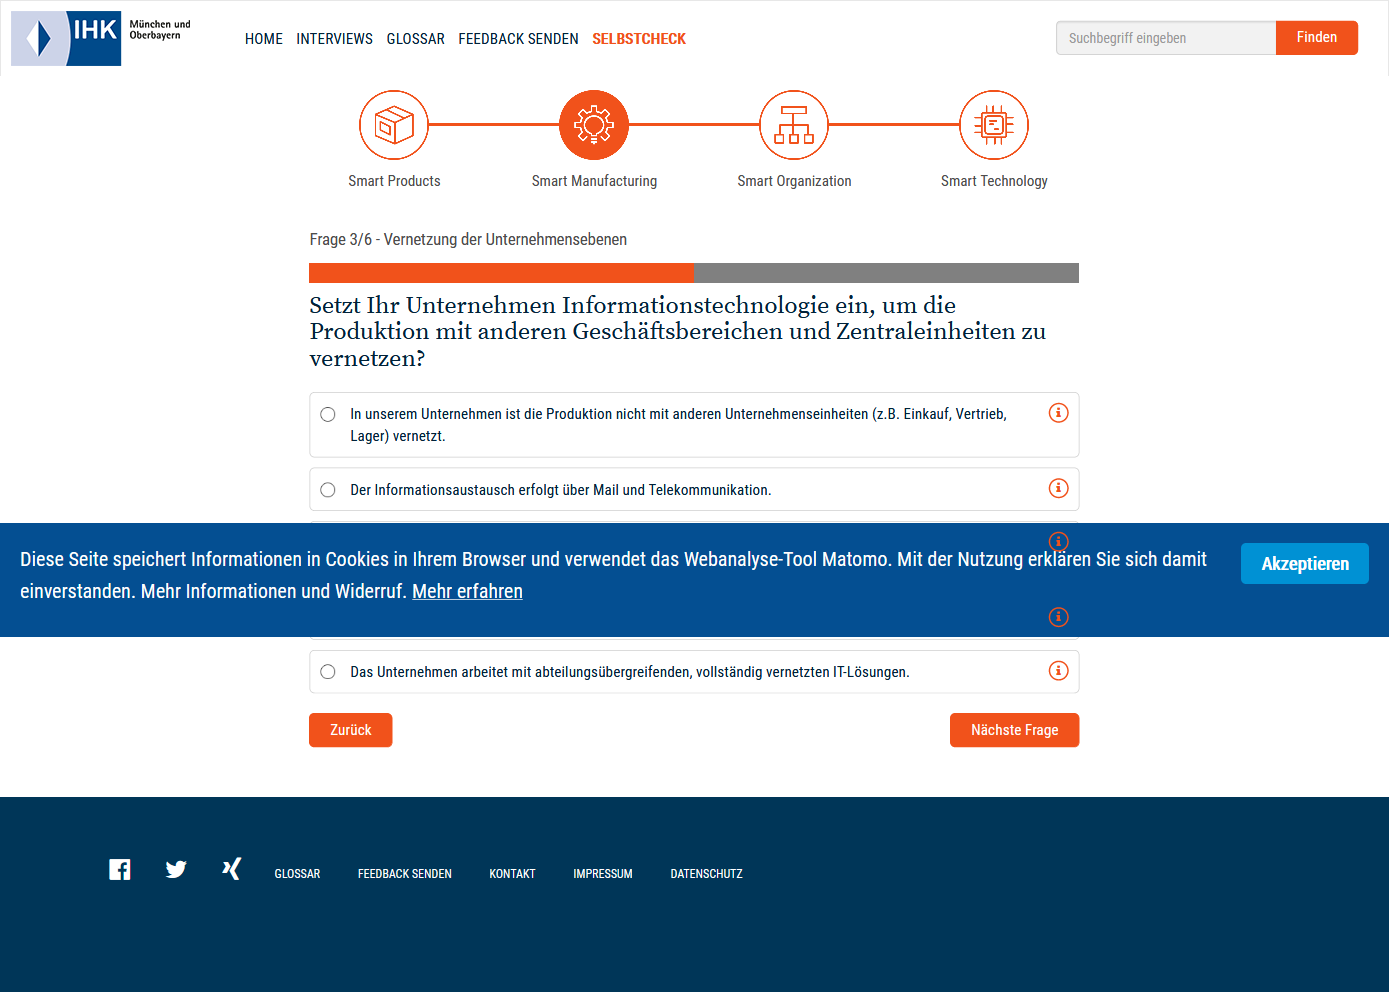 IHK
München und
Oberbayern
HOME INTERVIEWS GLOSSAR FEEDBACK SENDEN SELBSTCHECK
Suchbegriff eingeben
Finden
Smart Products
Smart Manufacturing
Smart Organization
Smart Technology
Frage 3/6 - Vernetzung der Unternehmensebenen
Setzt Ihr Unternehmen Informationstechnologie ein, um die
Produktion mit anderen Geschäftsbereichen und Zentraleinheiten zu
vernetzen?
In unserem Unternehmen ist die Produktion nicht mit anderen Unternehmenseinheiten (z.B. Einkauf, Vertrieb,
Lager) vernetzt.
Der Informationsaustausch erfolgt über Mail und Telekommunikation.
Diese Seite speichert Informationen in Cookies in Ihrem Browser und verwendet das Webanalyse-Tool Matomo. Mit der Nutzung erklären Sie sich damit
einverstanden. Mehr Informationen und Widerruf. Mehr erfahren
Akzeptieren
Das Unternehmen arbeitet mit abteilungsübergreifenden, vollständig vernetzten IT-Lösungen.
Zurück
Nächste Frage
GLOSSAR FEEDBACK SENDEN KONTAKT IMPRESSUM DATENSCHUTZ